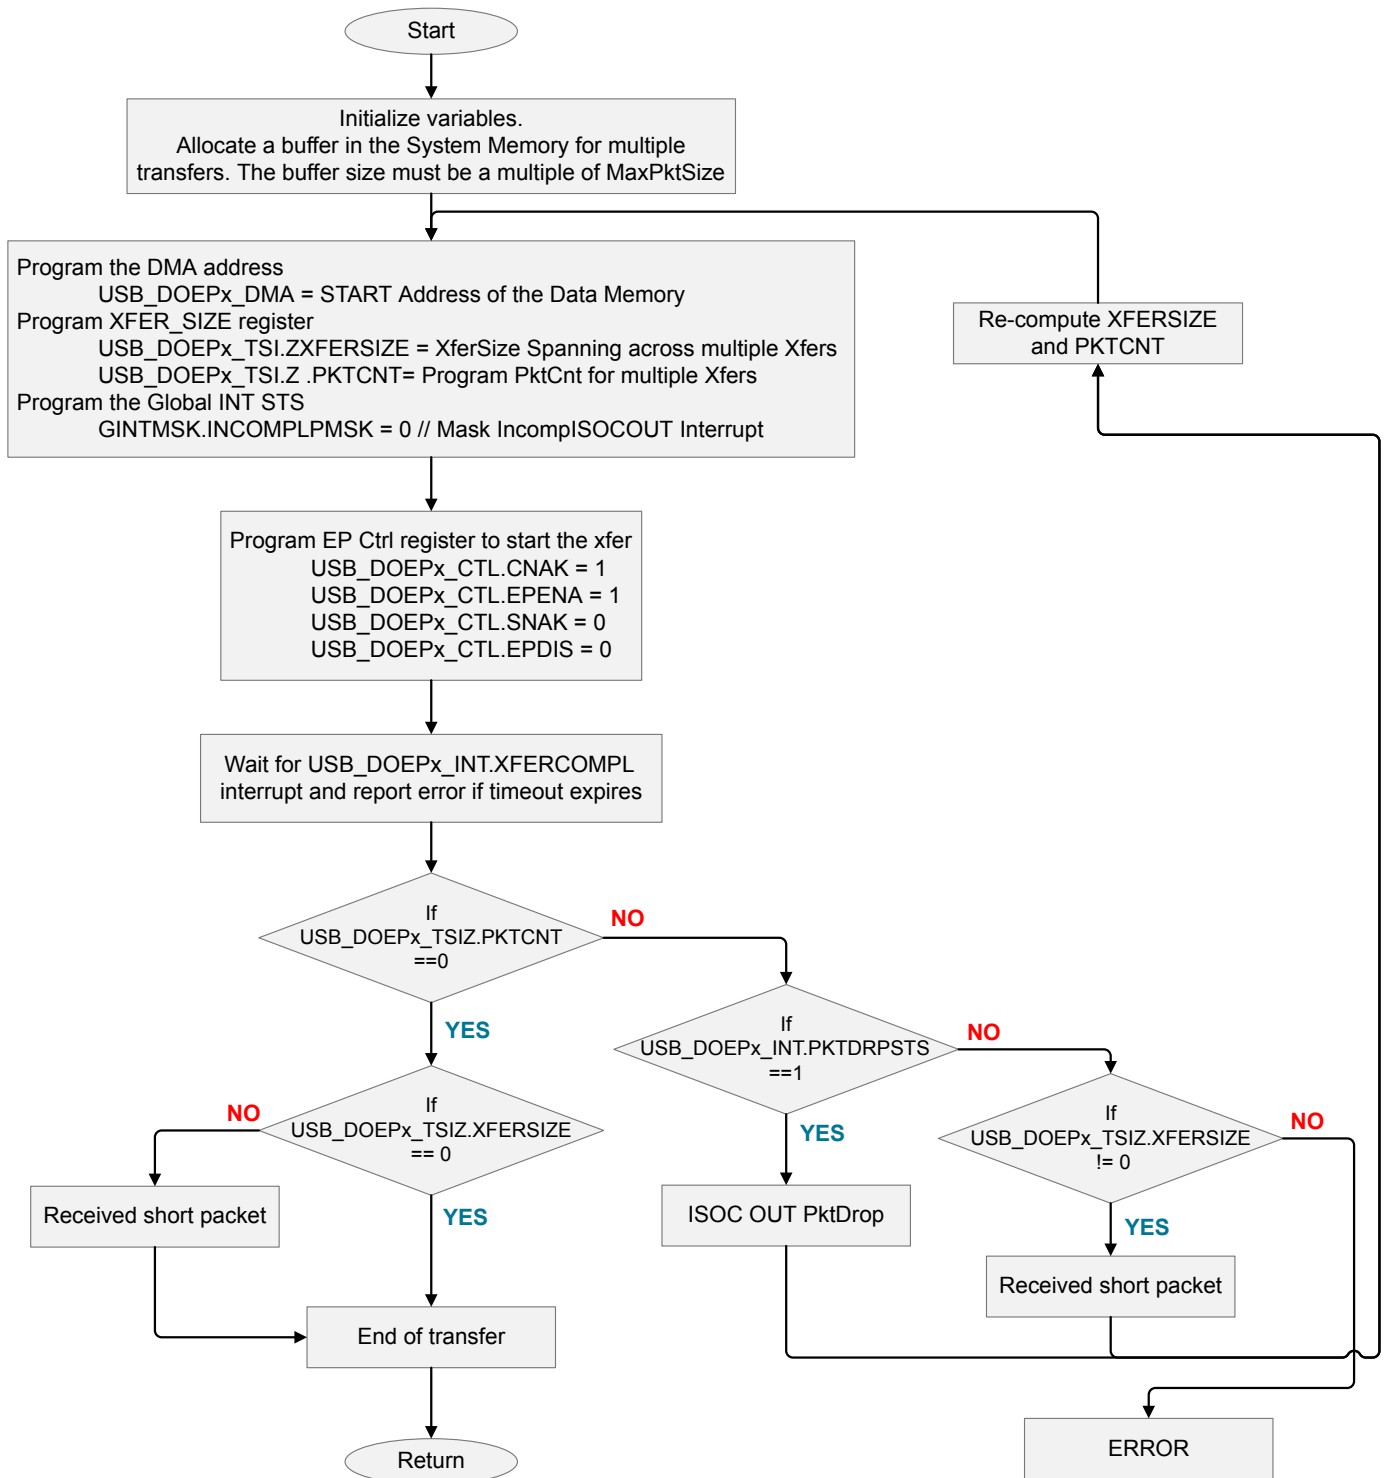 Start
Initialize variables.
Allocate a buffer in the System Memory for multiple
transfers. The buffer size must be a multiple of MaxPktSize
Program the DMA address
USB_DOEPx_DMA = START Address of the Data Memory
Program XFER_SIZE register
USB_DOEPx_TSI.ZXFERSIZE = XferSize Spanning across multiple Xfers
USB_DOEPx_TSI.Z .PKTCNT= Program PktCnt for multiple Xfers
Program the Global INT STS
GINTMSK.INCOMPLPMSK = 0 // Mask IncompISOCOUT Interrupt
Re-compute XFERSIZE
and PKTCNT
Program EP Ctrl register to start the xfer
USB_DOEPx_CTL.CNAK = 1
USB_DOEPx_CTL.EPENA = 1
USB_DOEPx_CTL.SNAK = 0
USB_DOEPx_CTL.EPDIS = 0
Wait for USB_DOEPx_INT.XFERCOMPL
interrupt and report error if timeout expires
If
USB_DOEPx_TSIZ.PKTCNT
==0
NO
YES
If
USB_DOEPx_INT.PKTDRPSTS
==1
NO
YES
If
USB_DOEPx_TSIZ.XFERSIZE
== 0
NO
YES
If
USB_DOEPx_TSIZ.XFERSIZE
!= 0
NO
YES
Received short packet
ISOC OUT PktDrop
Received short packet
End of transfer
Return
ERROR